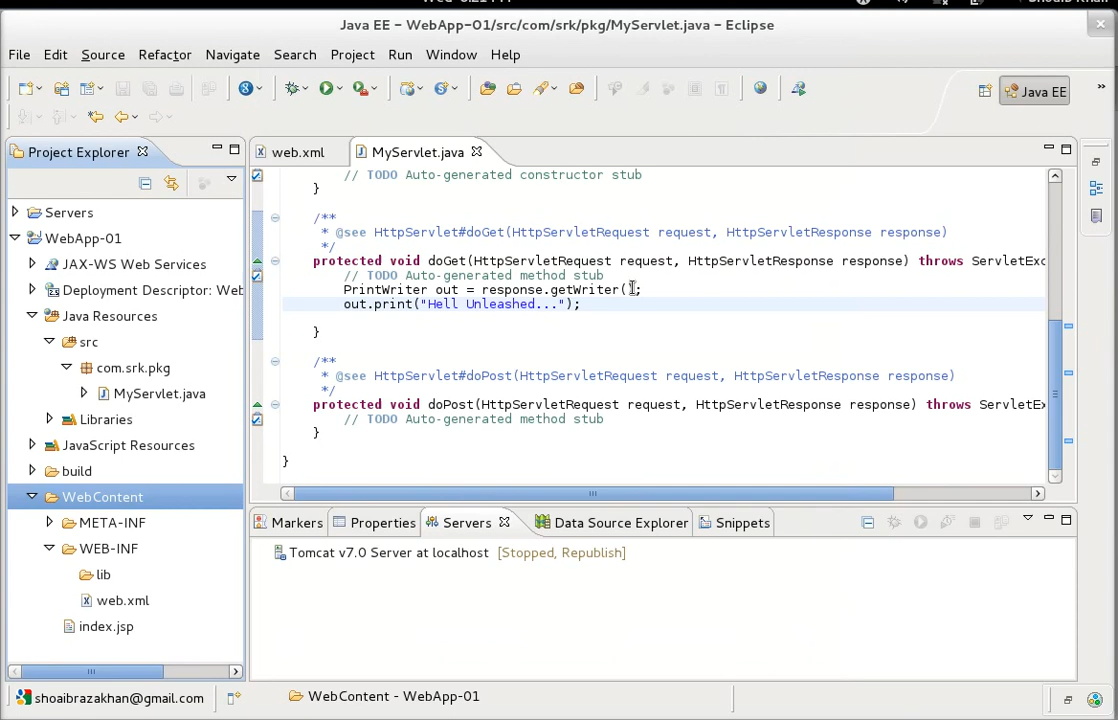 Java EE - WebApp-01/src/com/srk/pkg/MyServlet.java - Eclipse
File Edit Source Refactor Navigate Search Project Run Window Help
Java EE
Project Explorer
web.xml MyServlet.java
Servers
WebApp-01
JAX-WS Web Services
Deployment Descriptor: Web
Java Resources
src
com.srk.pkg
MyServlet.java
Libraries
JavaScript Resources
build
WebContent
META-INF
WEB-INF
lib
web.xml
index.jsp
// TODO Auto-generated constructor stub
}
/**
* @see HttpServlet#doGet(HttpServletRequest request, HttpServletResponse response)
*/
protected void doGet(HttpServletRequest request, HttpServletResponse response) throws ServletExc
// TODO Auto-generated method stub
PrintWriter out = response.getWriter();
out.print("Hell Unleashed...");
}
/**
* @see HttpServlet#doPost(HttpServletRequest request, HttpServletResponse response)
*/
protected void doPost(HttpServletRequest request, HttpServletResponse response) throws ServletEx
// TODO Auto-generated method stub
}
}
Markers Properties Servers Data Source Explorer Snippets
Tomcat v7.0 Server at localhost [Stopped, Republish]
shoaibrazakhan@gmail.com WebContent - WebApp-01